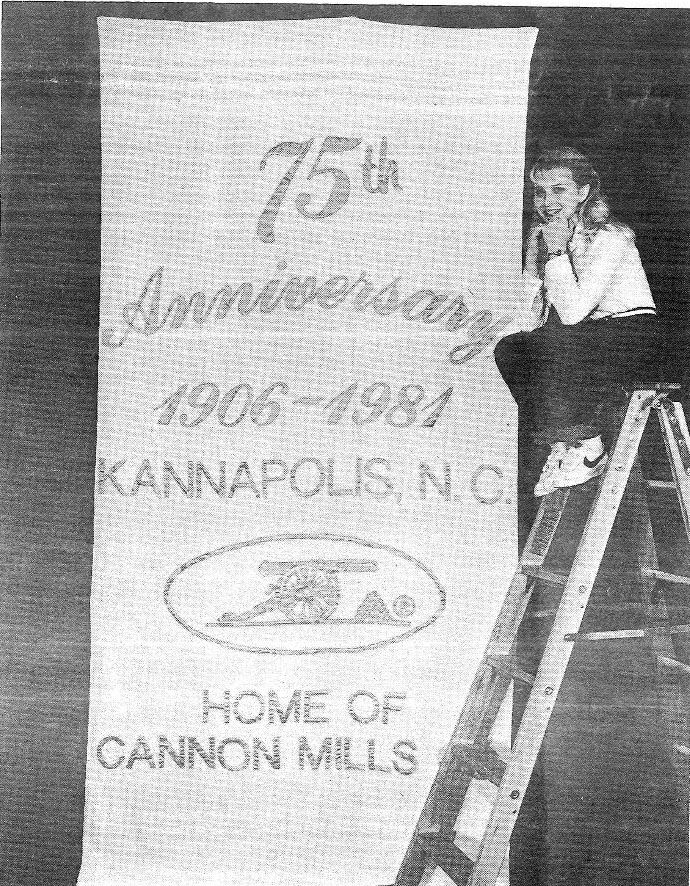 75th
Anniversary
1906-1981
KANNAPOLIS, N.C.
®
HOME OF
CANNON MILLS